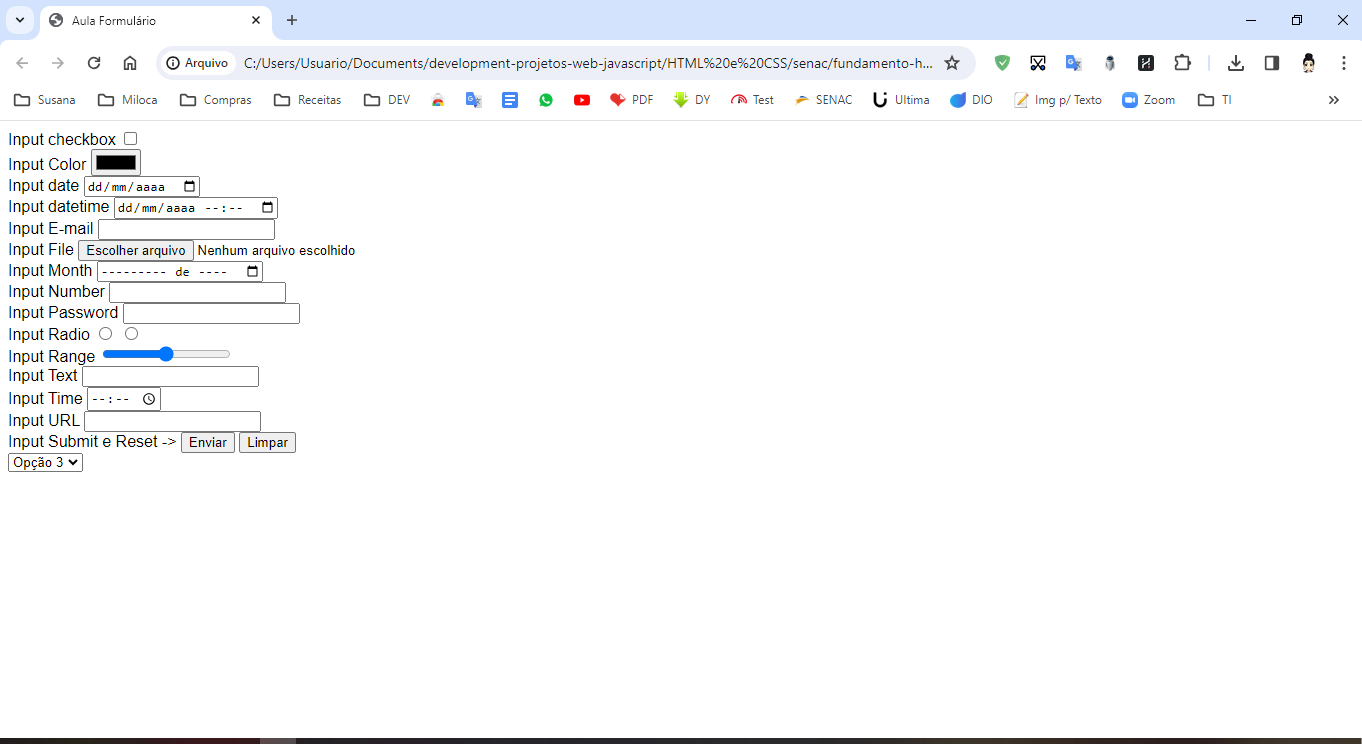 Aula Formulário
Arquivo C:/Users/Usuario/Documents/development-projetos-web-javascript/HTML%20e%20CSS/senac/fundamento-h...
Susana Miloca Compras Receitas DEV PDF DY Test SENAC Ultima DIO Img p/ Texto Zoom TI
Input checkbox
Input Color
Input date dd/mm/aaaa
Input datetime dd/mm/aaaa --:--
Input E-mail
Input File Escolher arquivo Nenhum arquivo escolhido
Input Month --------- de ----
Input Number
Input Password
Input Radio
Input Range
Input Text
Input Time --:--
Input URL
Input Submit e Reset -> Enviar Limpar
Opção 3